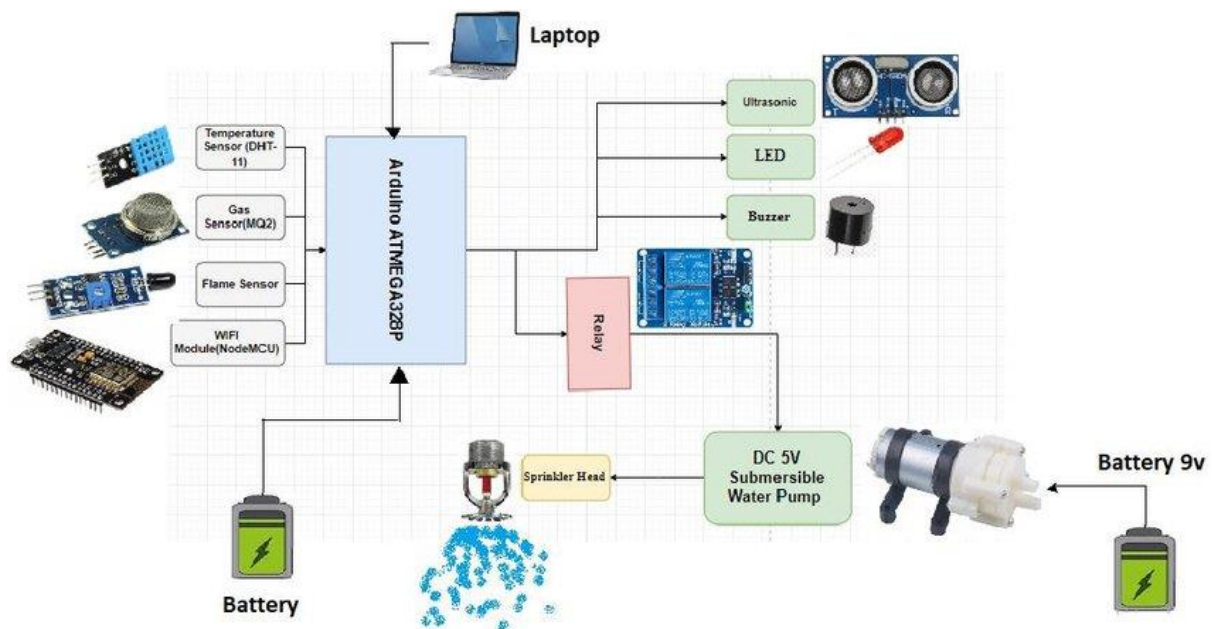 Laptop
Temperature
Sensor (DHT-
11)
Gas
Sensor(MQ2)
Flame Sensor
WIFI
Module(NodeMCU)
Arduino ATMEGA328P
Ultrasonic
LED
Buzzer
Relay
DC 5V
Submersible
Water Pump
Sprinkler Head
Battery 9v
Battery